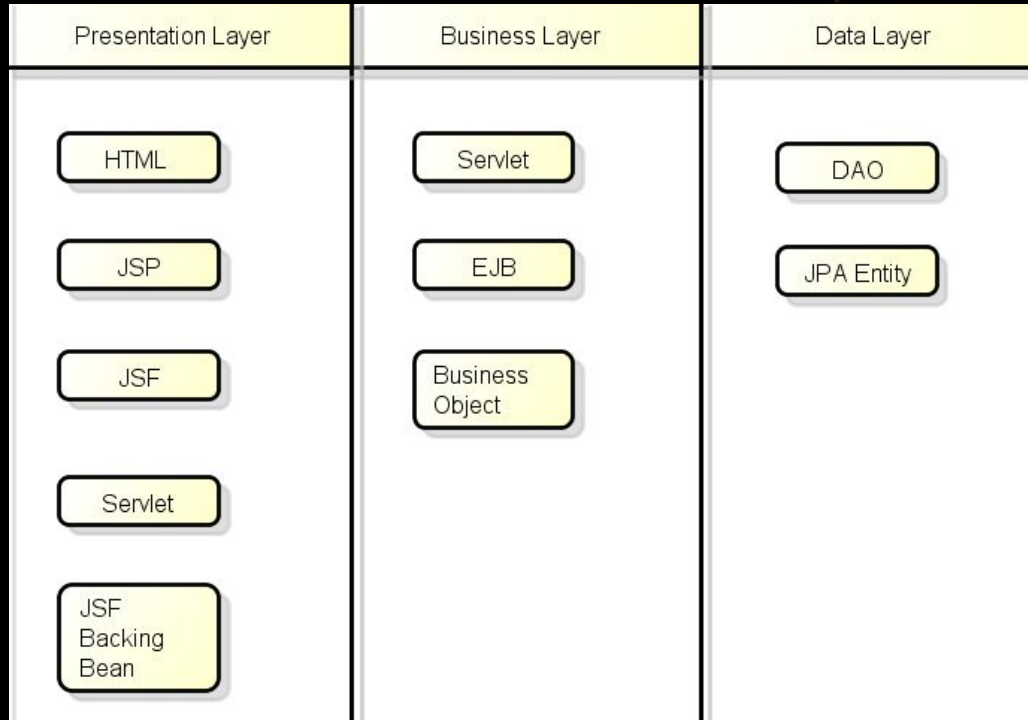 Presentation Layer
Business Layer
Data Layer
HTML
JSP
JSF
Servlet
JSF
Backing
Bean
Servlet
EJB
Business
Object
DAO
JPA Entity